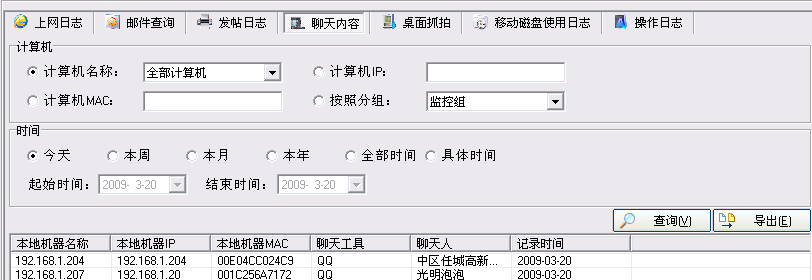 上网日志 邮件查询 发帖日志 聊天内容 桌面抓拍 移动磁盘使用日志 操作日志
计算机
计算机名称： 全部计算机 计算机IP：
计算机MAC： 按照分组： 监控组
时间
今天 本周 本月 本年 全部时间 具体时间
起始时间： 2009- 3-20 结束时间： 2009- 3-20
查询(V) 导出(E)
本地机器名称 本地机器IP 本地机器MAC 聊天工具 聊天人 记录时间
192.168.1.204 192.168.1.204 00E04CC024C9 QQ 中区任城高新... 2009-03-20
192.168.1.207 192.168.1.20 001C256A7172 QQ 光明泡泡 2009-03-20